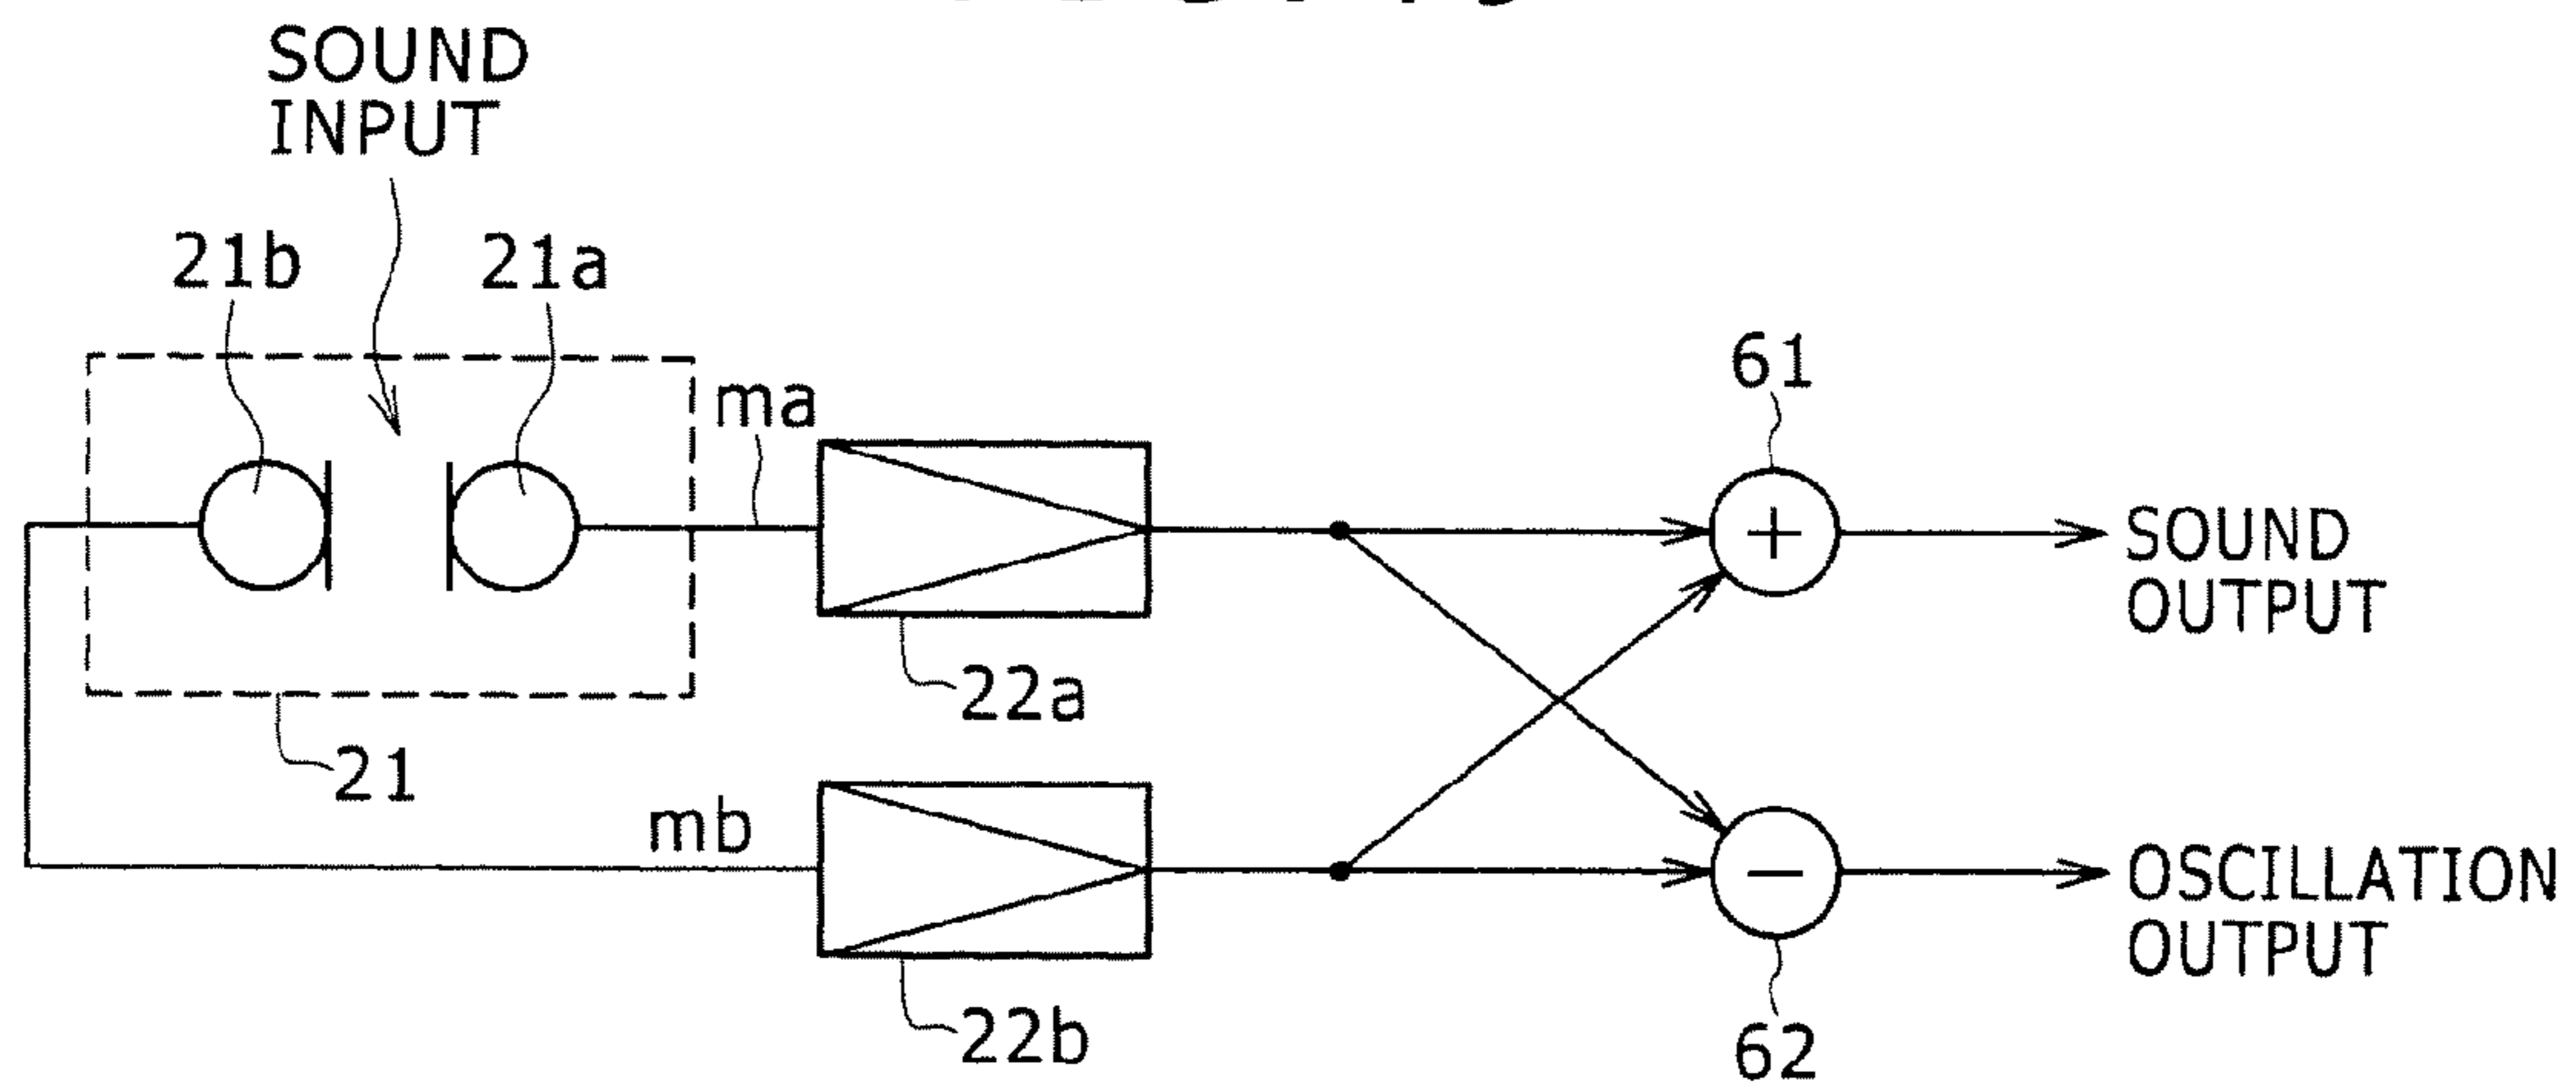 SOUND
INPUT
21b
21a
ma
61
+
SOUND
OUTPUT
22a
21
mb
−
OSCILLATION
OUTPUT
22b
62